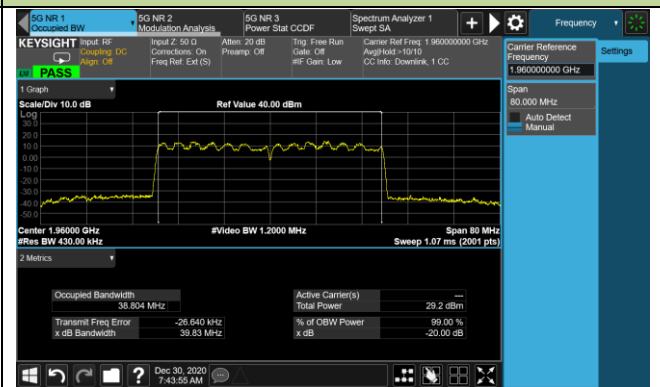 5G NR 1 5G NR 2 5G NR 3 Spectrum Analyzer 1 Frequency
Occupied BW Modulation Analysis Power Stat CCDF Swept SA
KEYSIGHT Input: RF Input Z: 50 Ω Atten: 20 dB Trig: Free Run Carrier Ref Freq: 1.960000000 GHz
Coupling: DC Corrections: On Preamp: Off Gate: Off Avg|Hold:>10/10
Align: Off Freq Ref: Ext (S) #IF Gain: Low CC Info: Downlink, 1 CC
PASS
Carrier Reference
Frequency
1.960000000 GHz
Settings
Span
80.000 MHz
Auto Detect
Manual
1 Graph
Scale/Div 10.0 dB Ref Value 40.00 dBm
Log
30.0
20.0
10.0
0.00
-10.0
-20.0
-30.0
-40.0
-50.0
Center 1.96000 GHz #Video BW 1.2000 MHz Span 80 MHz
#Res BW 430.00 kHz Sweep 1.07 ms (2001 pts)
2 Metrics
Occupied Bandwidth Active Carrier(s) ---
38.804 MHz Total Power 29.2 dBm
Transmit Freq Error -26.640 kHz % of OBW Power 99.00 %
x dB Bandwidth 39.83 MHz x dB -20.00 dB
? Dec 30, 2020
7:43:55 AM